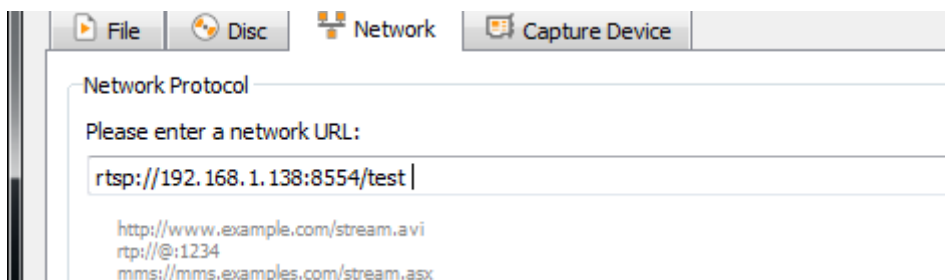 File Disc Network Capture Device
Network Protocol
Please enter a network URL:
rtsp://192.168.1.138:8554/test
http://www.example.com/stream.avi
rtp://@:1234
mms://mms.examples.com/stream.asx